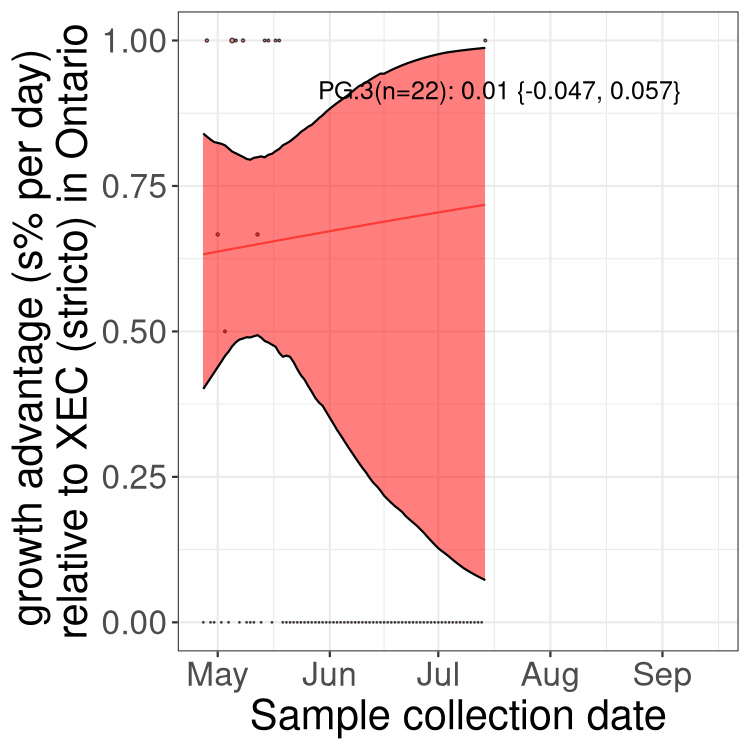 growth advantage (s% per day)
relative to XEC (stricto) in Ontario
1.00
0.75
0.50
0.25
0.00
PG.3(n=22): 0.01 {-0.047, 0.057}
May Jun Jul Aug Sep
Sample collection date